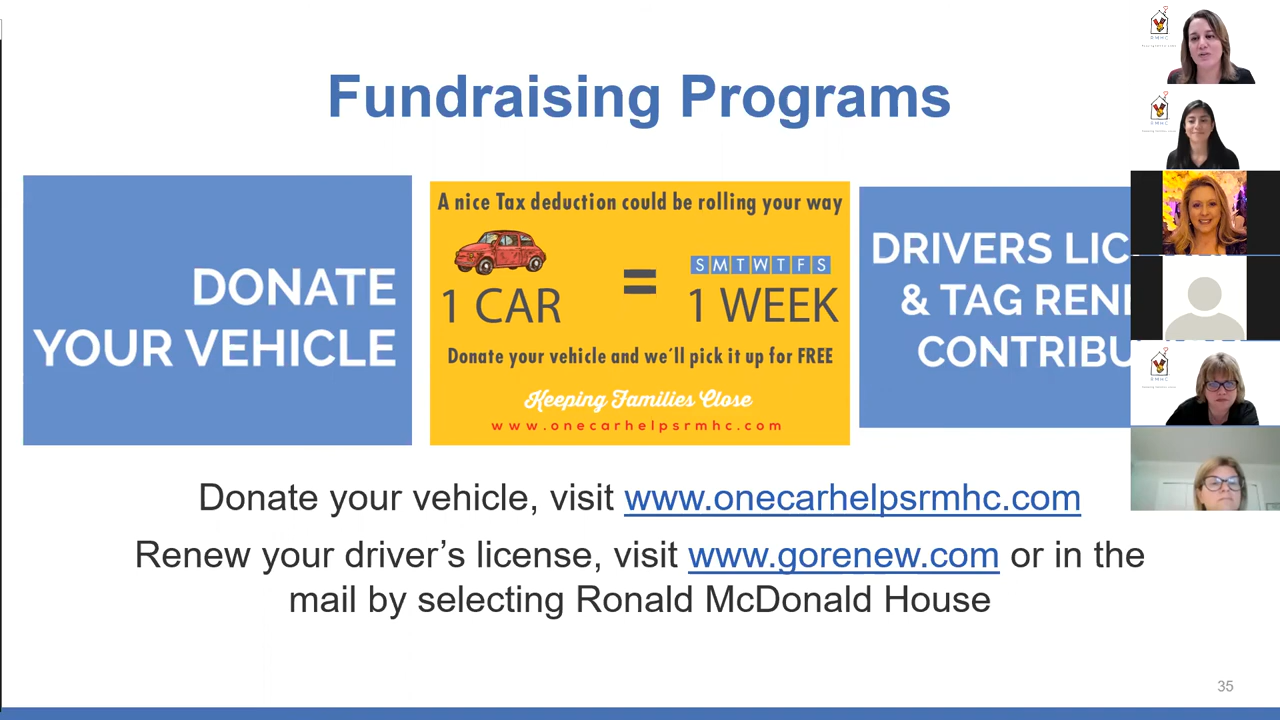 Fundraising Programs
DONATE
YOUR VEHICLE
A nice Tax deduction could be rolling your way
S M T W T F S
1 CAR = 1 WEEK
Donate your vehicle and we'll pick it up for FREE
Keeping Families Close
www.onecarhelpsrmhc.com
DRIVERS LIC
& TAG REN
CONTRIBU
Donate your vehicle, visit www.onecarhelpsrmhc.com
Renew your driver’s license, visit www.gorenew.com or in the
mail by selecting Ronald McDonald House
35
RMHC
RMHC
RMHC